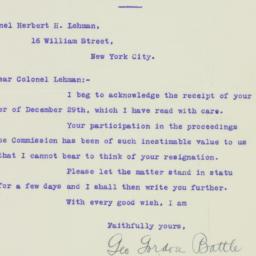 nel Herbert H. Lehman,
16 William Street,
New York City.
ear Colonel Lehman:-
I beg to acknowledge the receipt of your
er of December 29th, which I have read with care.
Your participation in the proceedings
se Commission has been of such inestimable value to us
that I cannot bear to think of your resignation.
Please let the matter stand in statu
for a few days and I shall then write you further.
With every good wish, I am
Faithfully yours,
Geo Gordon Battle